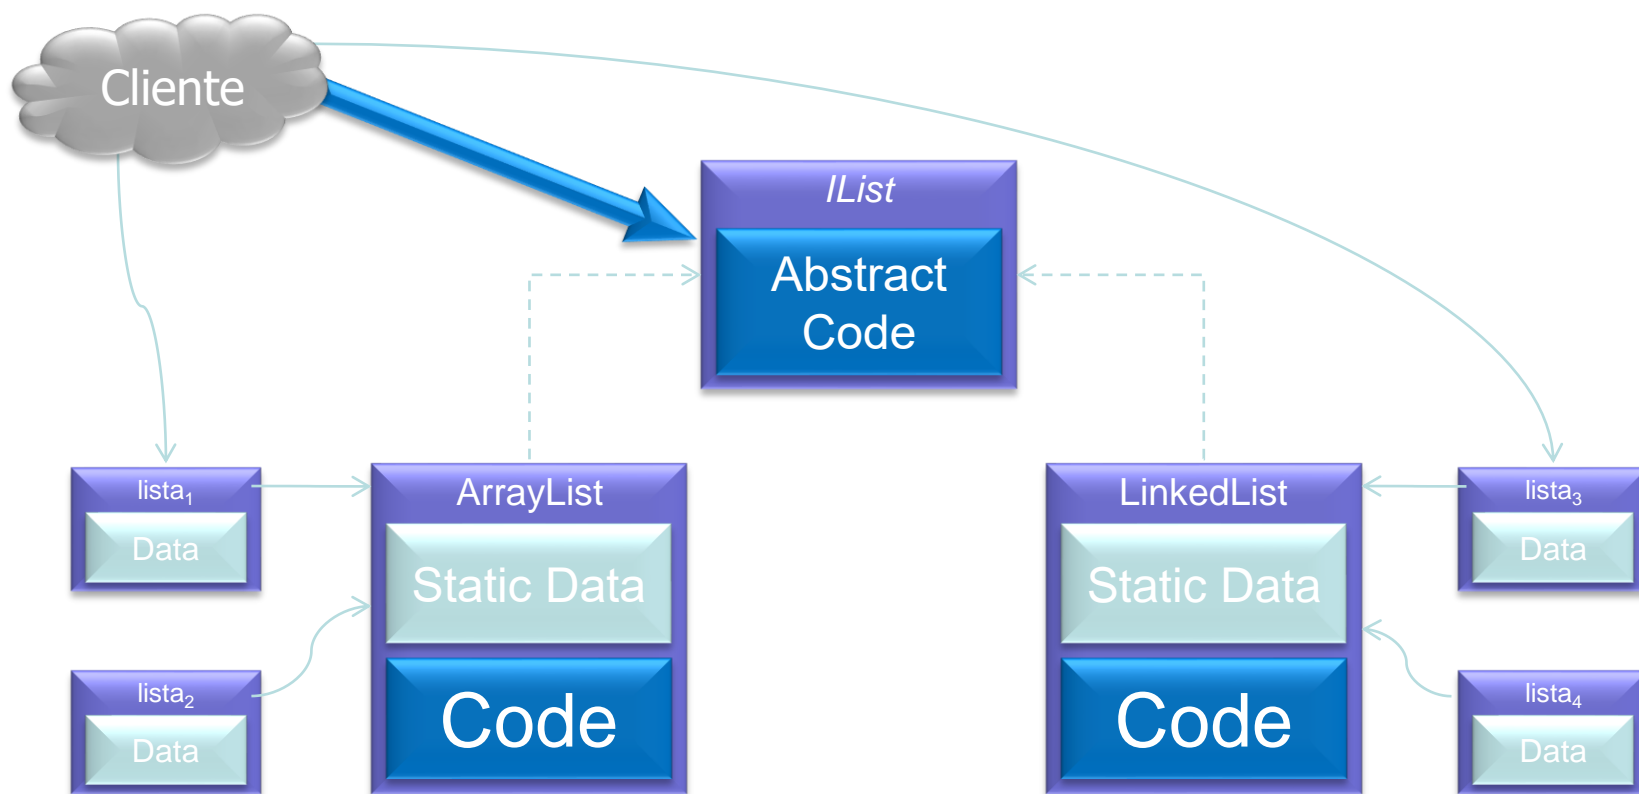 Cliente
IList
Abstract
Code
lista₁
Data
ArrayList
Static Data
Code
lista₂
Data
LinkedList
Static Data
Code
lista₃
Data
lista₄
Data